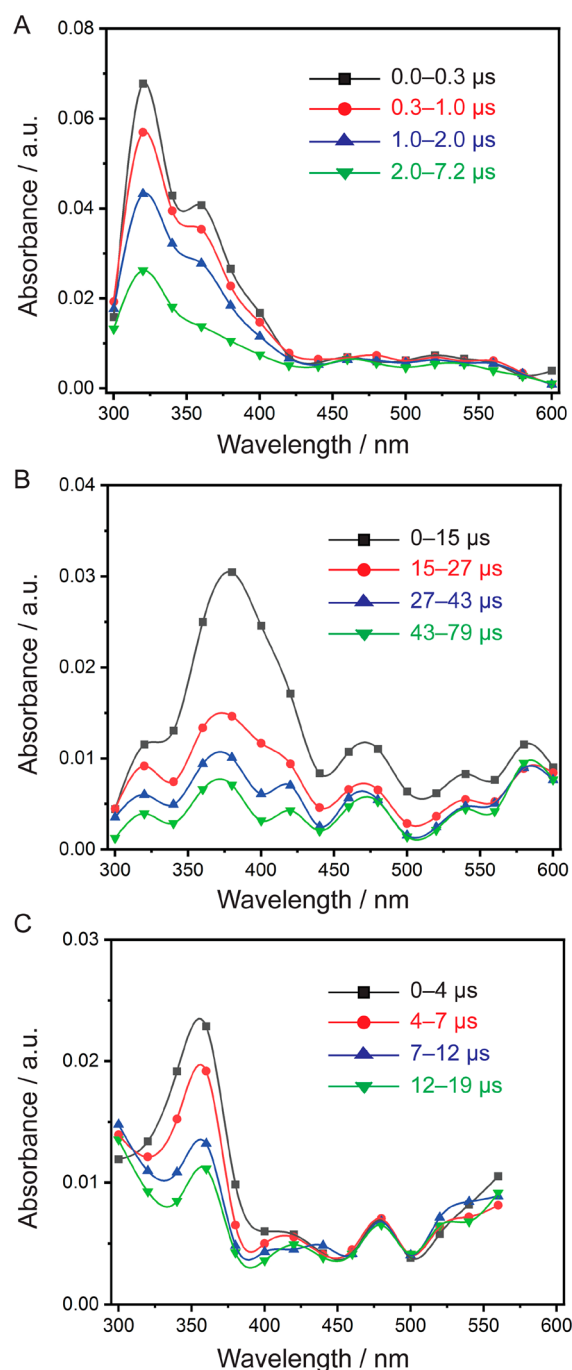 A
0.08
0.06
0.04
0.02
0.00
Absorbance / a.u.
0.0–0.3 µs
0.3–1.0 µs
1.0–2.0 µs
2.0–7.2 µs
300 350 400 450 500 550 600
Wavelength / nm
B
0.04
0.03
0.02
0.01
0.00
Absorbance / a.u.
0–15 µs
15–27 µs
27–43 µs
43–79 µs
300 350 400 450 500 550 600
Wavelength / nm
C
0.03
0.02
0.01
0.00
Absorbance / a.u.
0–4 µs
4–7 µs
7–12 µs
12–19 µs
300 350 400 450 500 550 600
Wavelength / nm